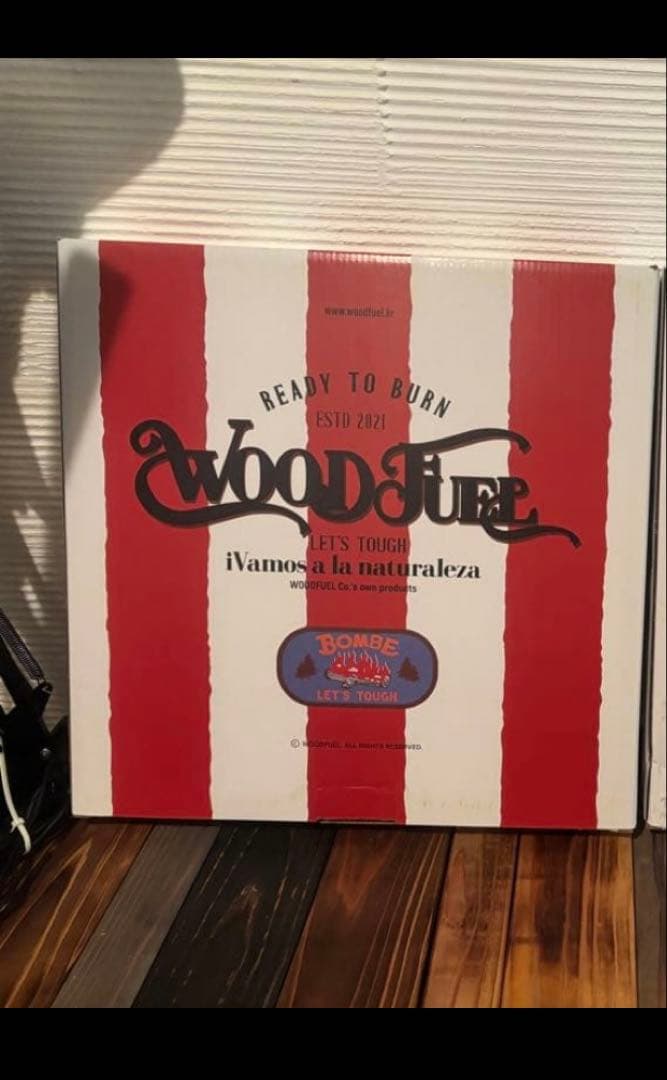 www.woodfuel.kr
READY TO BURN
ESTD 2021
WOODFUEL
LET'S TOUGH
¡Vamos a la naturaleza
WOODFUEL Co.'s own products
BOMBE
LET'S TOUGH
© WOODFUEL. ALL RIGHTS RESERVED.